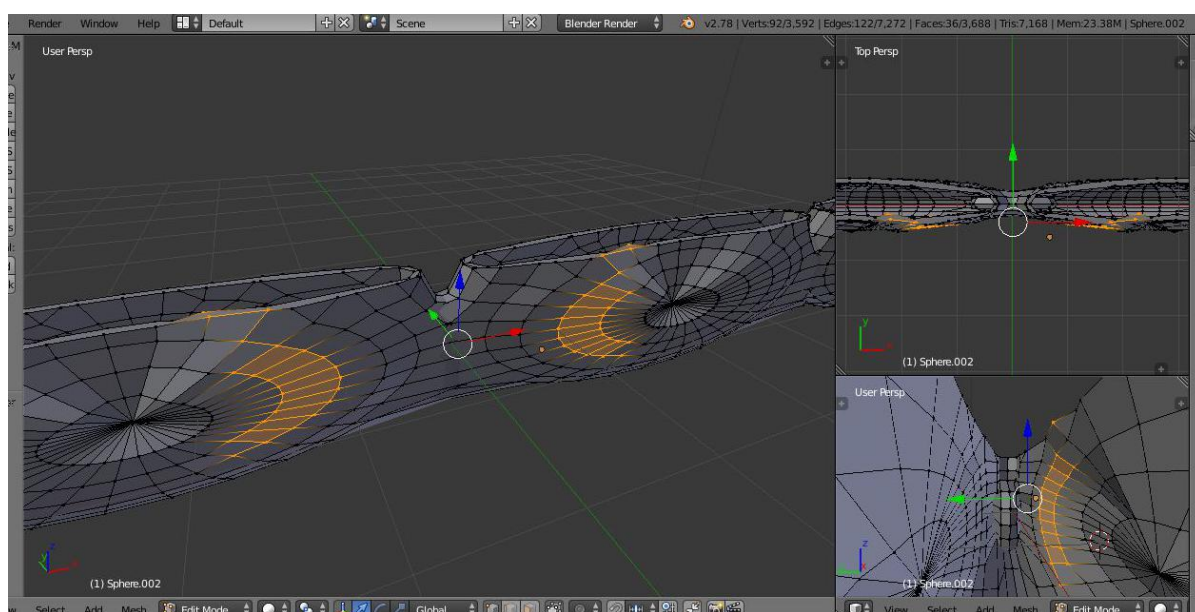 Render Window Help Default Scene Blender Render v2.78 | Verts:92/3,592 | Edges:122/7,272 | Faces:36/3,688 | Tris:7,168 | Mem:23.38M | Sphere.002
User Persp
Top Persp
(1) Sphere.002
User Persp
(1) Sphere.002
(1) Sphere.002
Select Add Mesh Edit Mode Global View Select Add Mesh Edit Mode